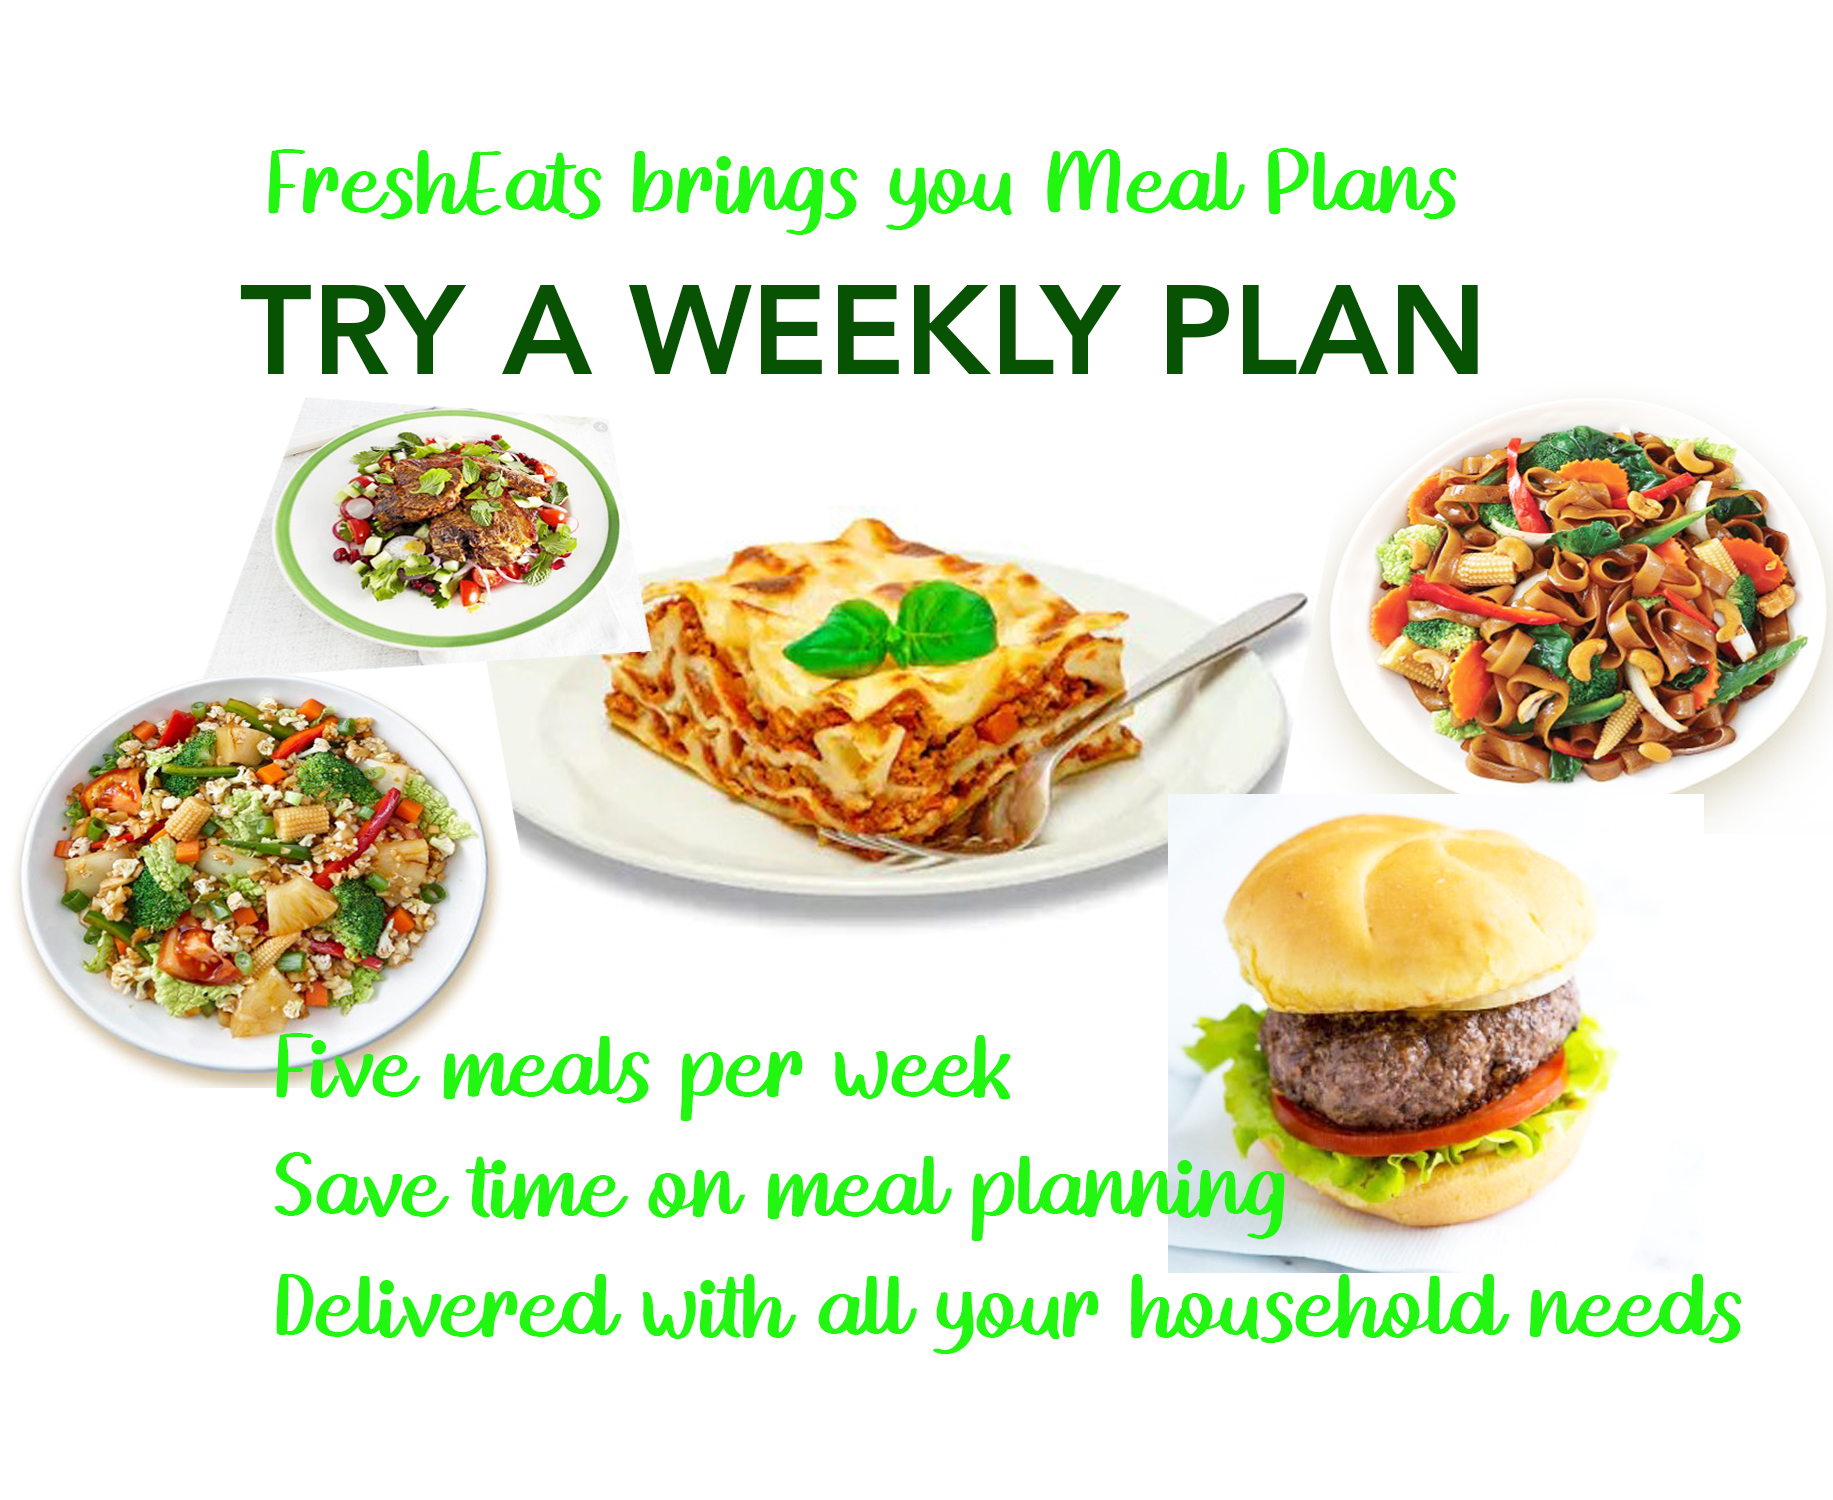 FreshEats brings you Meal Plans
TRY A WEEKLY PLAN
Five meals per week
Save time on meal planning
Delivered with all your household needs